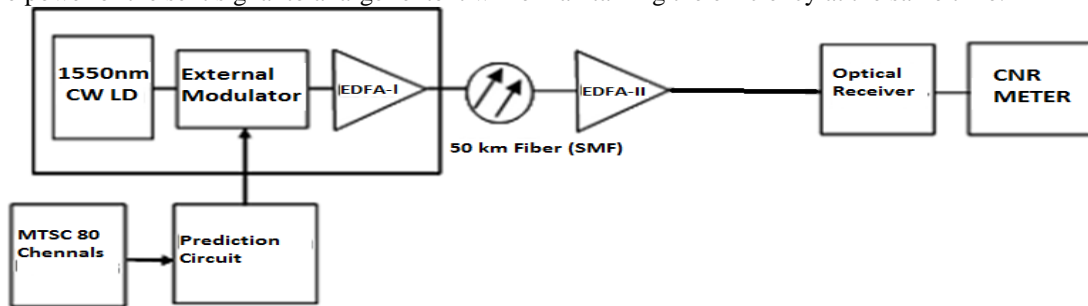 1550nm
CW LD
External
Modulator
EDFA-I
EDFA-II
Optical
Receiver
CNR
METER
50 km Fiber (SMF)
MTSC 80
Chennals
Prediction
Circuit